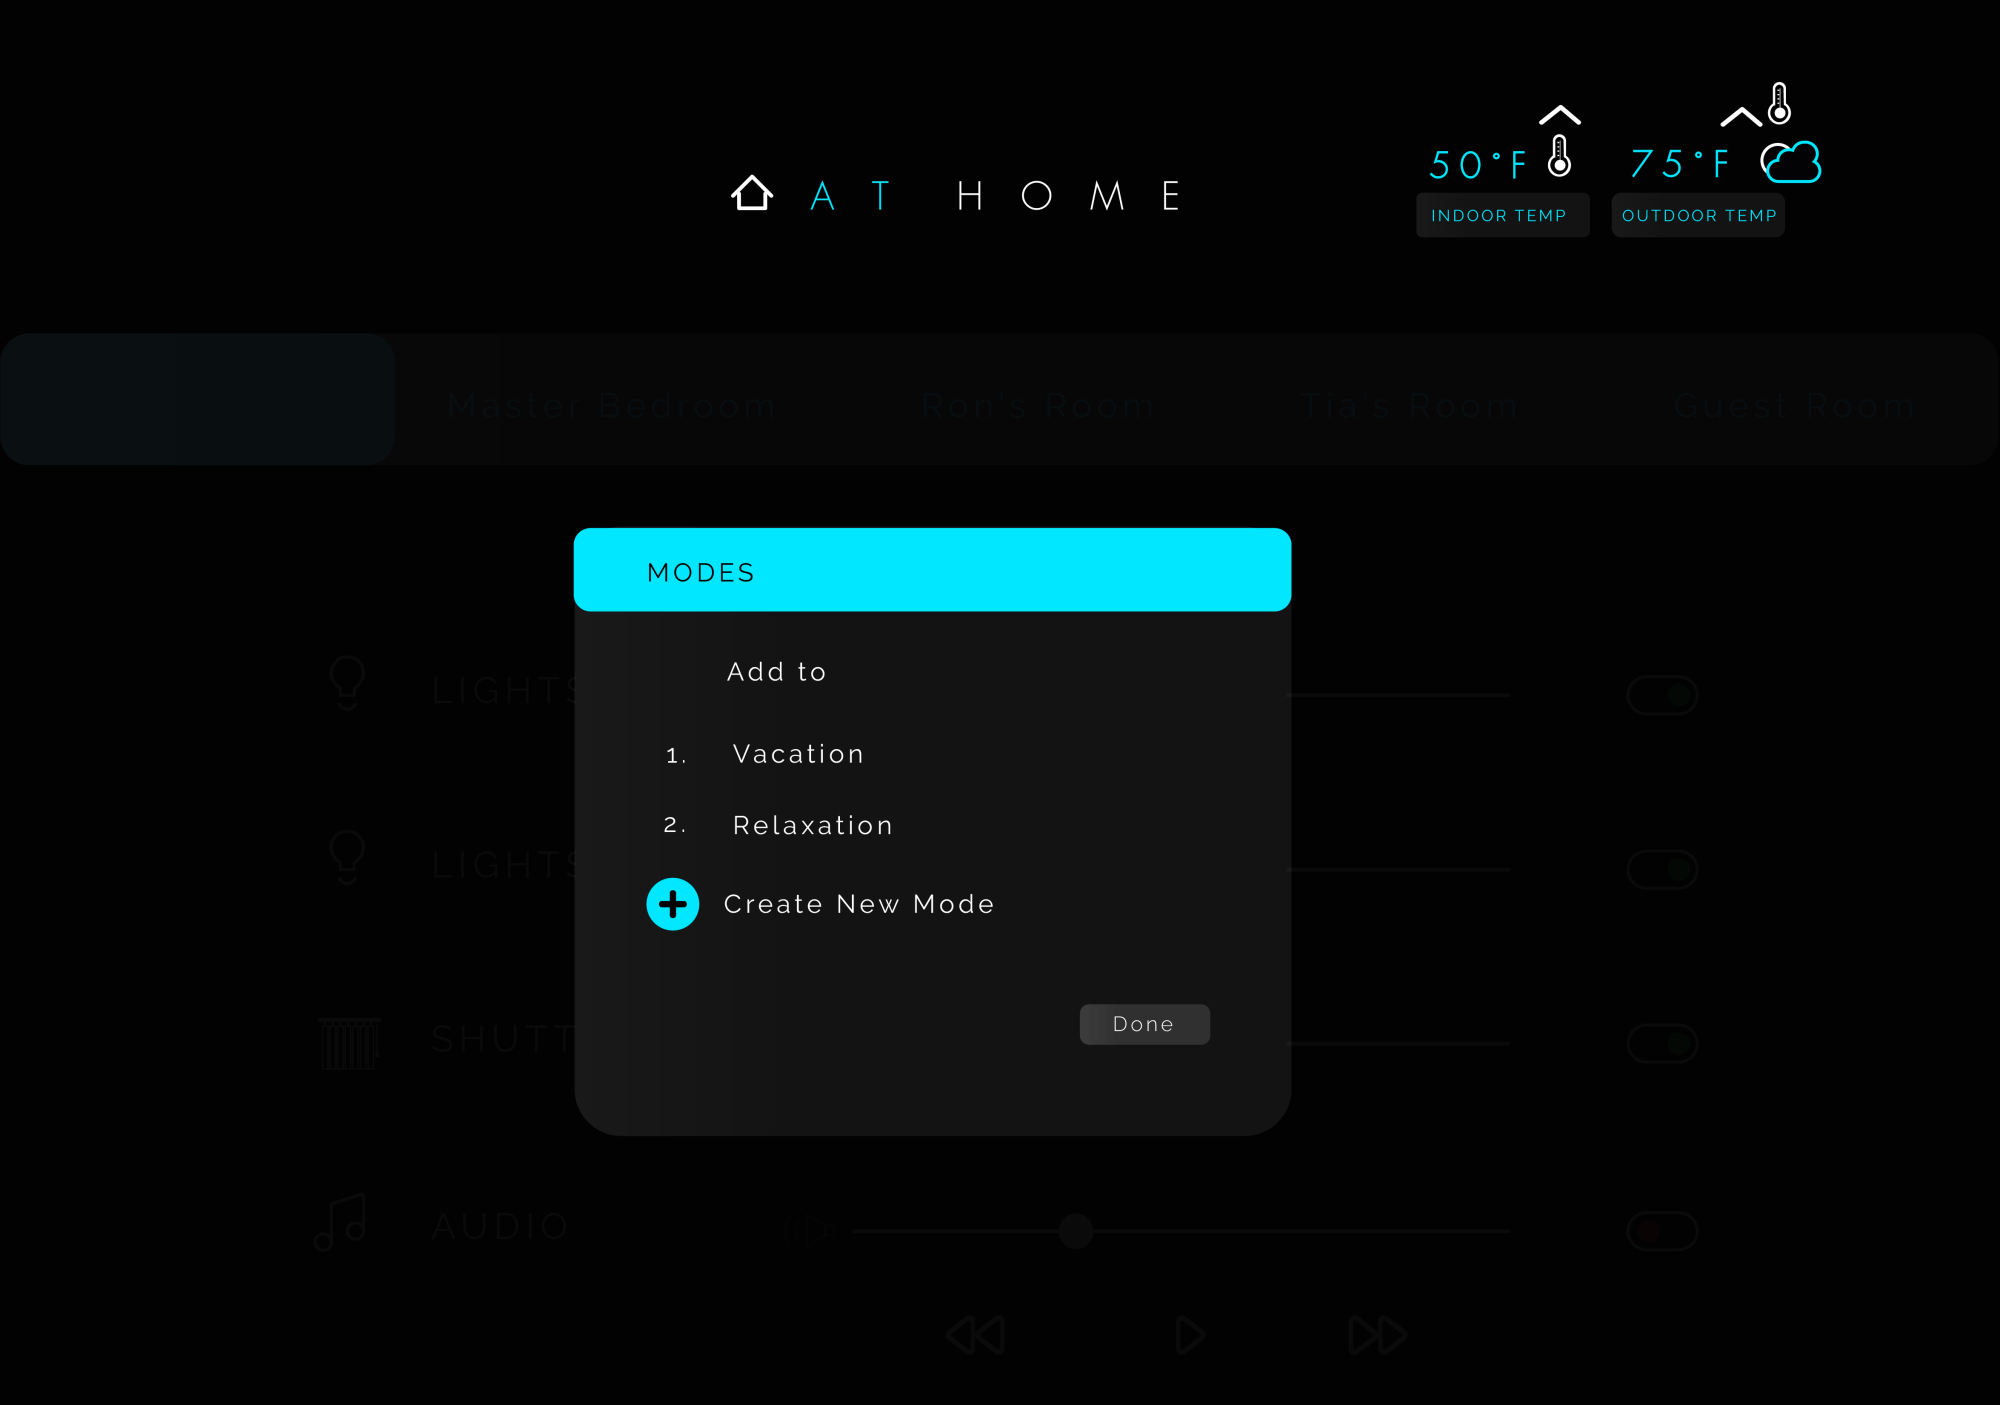 50°F
75°F
AT HOME
INDOOR TEMP
OUTDOOR TEMP
Master Bedroom
Ron's Room
Tia's Room
Guest Room
MODES
Add to
LIGHTS
1. Vacation
2. Relaxation
LIGHTS
Create New Mode
Done
SHUTT
AUDIO